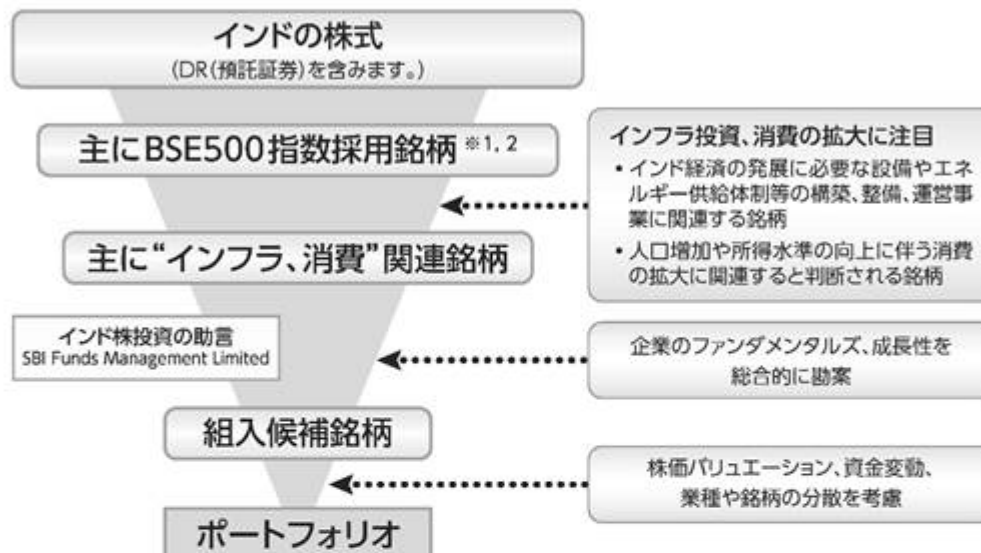 インドの株式
(DR(預託証券)を含みます。)
主にBSE500指数採用銘柄 ※1, 2
インフラ投資、消費の拡大に注目
・インド経済の発展に必要な設備やエネ
ルギー供給体制等の構築、整備、運営事
業に関連する銘柄
・人口増加や所得水準の向上に伴う消費
の拡大に関連すると判断される銘柄
主に“インフラ、消費”関連銘柄
インド株投資の助言
SBI Funds Management Limited
企業のファンダメンタルズ、成長性を
総合的に勘案
組入候補銘柄
株価バリュエーション、資金変動、
業種や銘柄の分散を考慮
ポートフォリオ